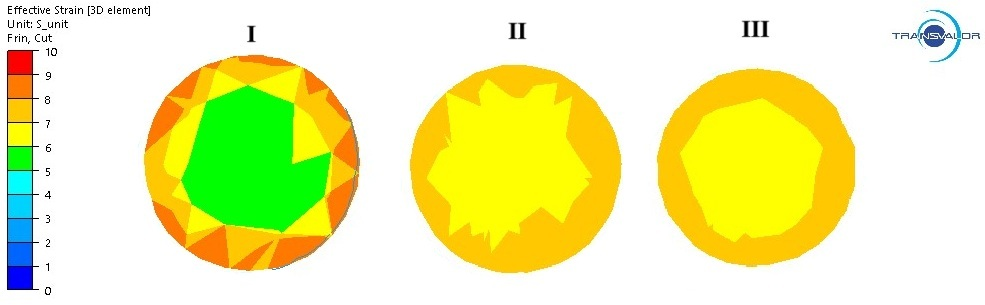 Effective Strain [3D element]
Unit: S_unit
Frin, Cut
I
II
III
TRANSVALOR
10
9
8
7
6
5
4
3
2
1
0